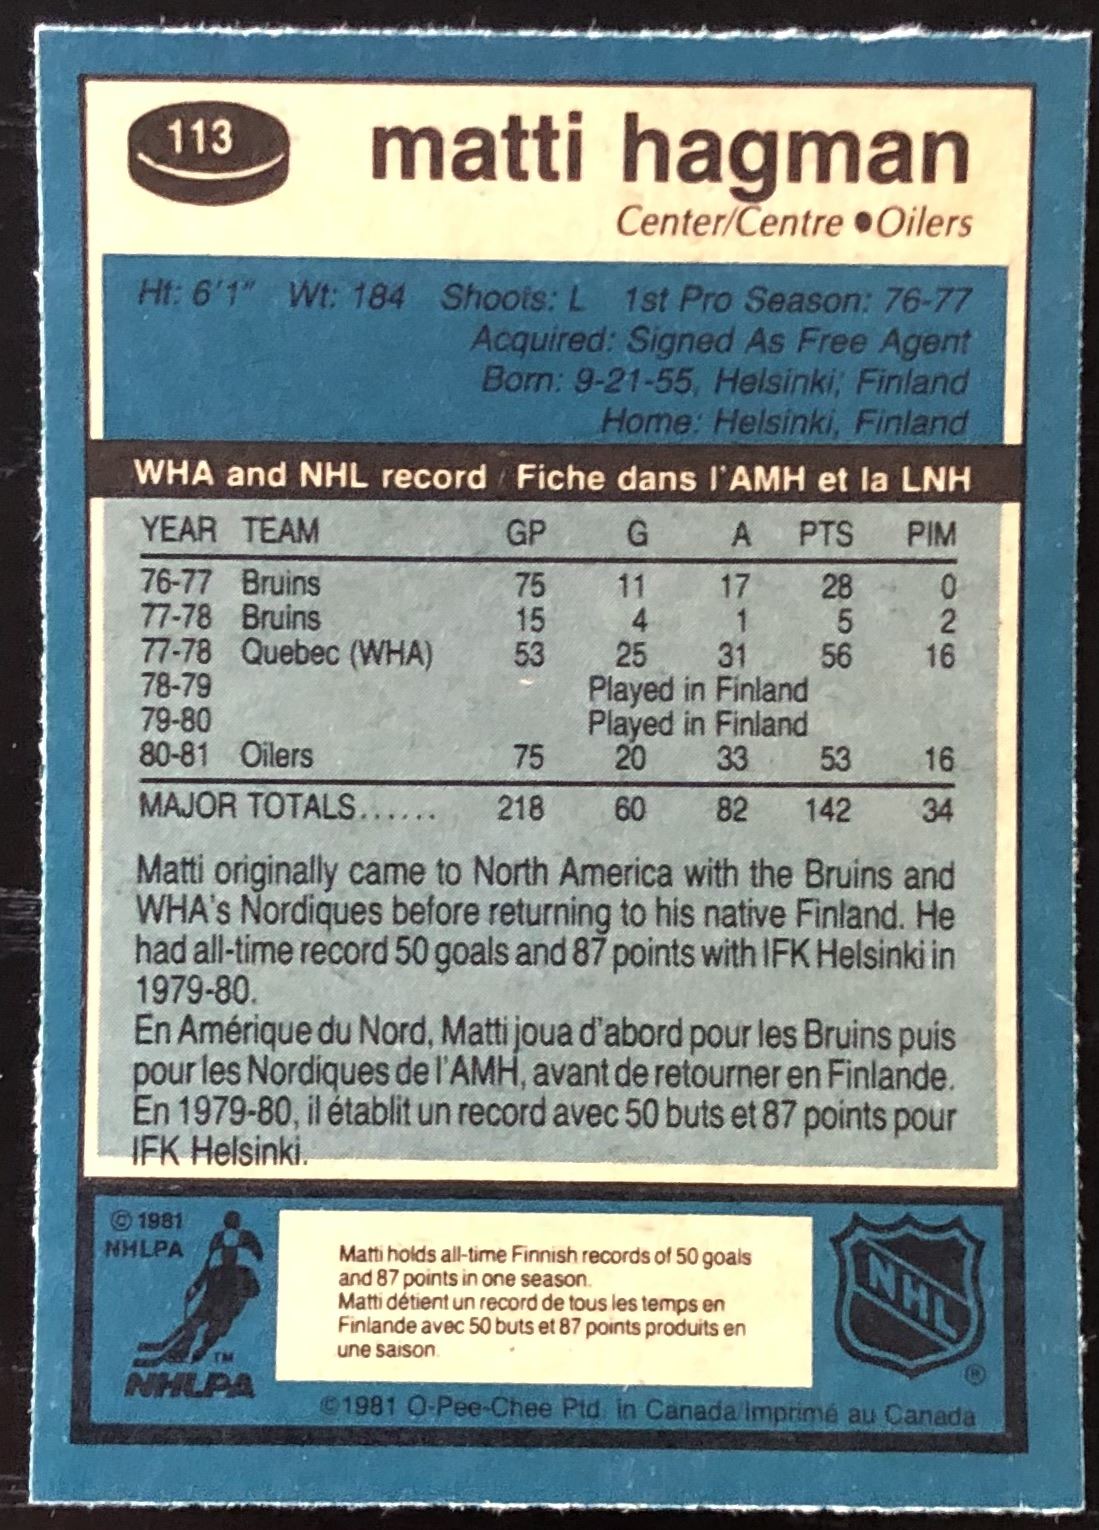 113
matti hagman
Center/Centre ●Oilers
Ht: 6'1" Wt: 184 Shoots: L 1st Pro Season: 76-77
Acquired: Signed As Free Agent
Born: 9-21-55, Helsinki, Finland
Home: Helsinki, Finland
WHA and NHL record / Fiche dans l'AMH et la LNH
YEAR TEAM GP G A PTS PIM
76-77 Bruins 75 11 17 28 0
77-78 Bruins 15 4 1 5 2
77-78 Quebec (WHA) 53 25 31 56 16
78-79 Played in Finland
79-80 Played in Finland
80-81 Oilers 75 20 33 53 16
MAJOR TOTALS...... 218 60 82 142 34
Matti originally came to North America with the Bruins and
WHA's Nordiques before returning to his native Finland. He
had all-time record 50 goals and 87 points with IFK Helsinki in
1979-80.
En Amérique du Nord, Matti joua d'abord pour les Bruins puis
pour les Nordiques de l'AMH, avant de retourner en Finlande.
En 1979-80, il établit un record avec 50 buts et 87 points pour
IFK Helsinki.
© 1981
NHLPA
Matti holds all-time Finnish records of 50 goals
and 87 points in one season.
Matti détient un record de tous les temps en
Finlande avec 50 buts et 87 points produits en
une saison.
TM
NHLPA
NHL
®
©1981 O-Pee-Chee Ptd. in Canada/Imprimé au Canada